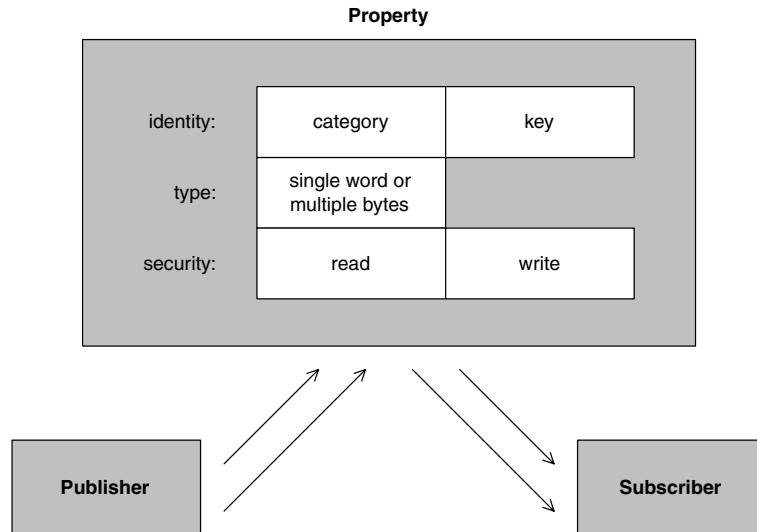 Property
identity:
category
key
type:
single word or
multiple bytes
security:
read
write
Publisher
Subscriber